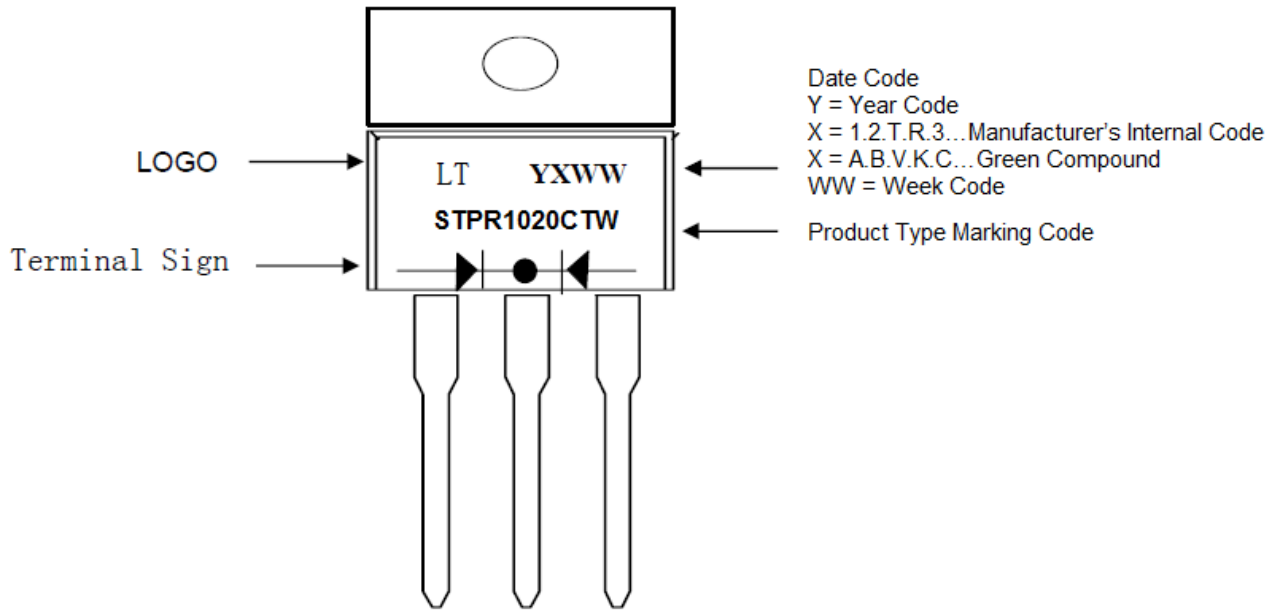 Date Code
Y = Year Code
X = 1.2.T.R.3...Manufacturer's Internal Code
X = A.B.V.K.C...Green Compound
WW = Week Code
LOGO
LT YXWW
STPR1020CTW
Product Type Marking Code
Terminal Sign